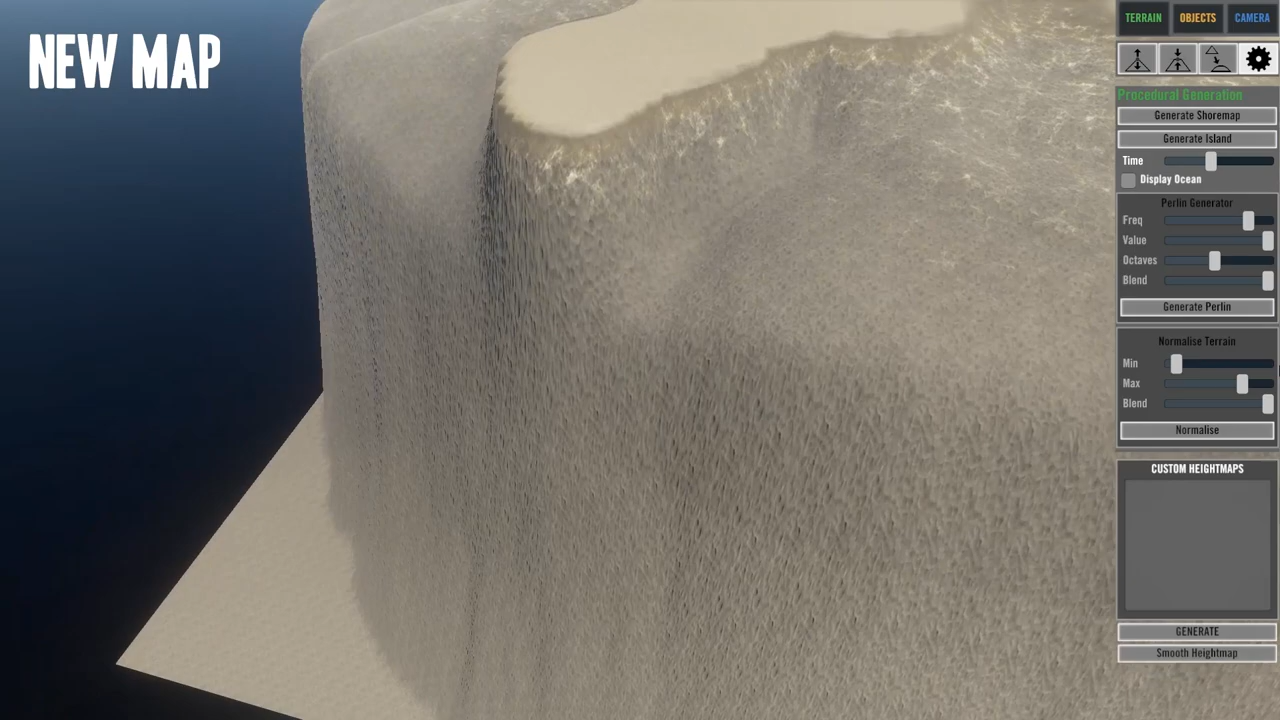 NEW MAP
TERRAIN OBJECTS CAMERA
Procedural Generation
Generate Shoremap
Generate Island
Time
Display Ocean
Perlin Generator
Freq
Value
Octaves
Blend
Generate Perlin
Normalise Terrain
Min
Max
Blend
Normalise
CUSTOM HEIGHTMAPS
GENERATE
Smooth Heightmap